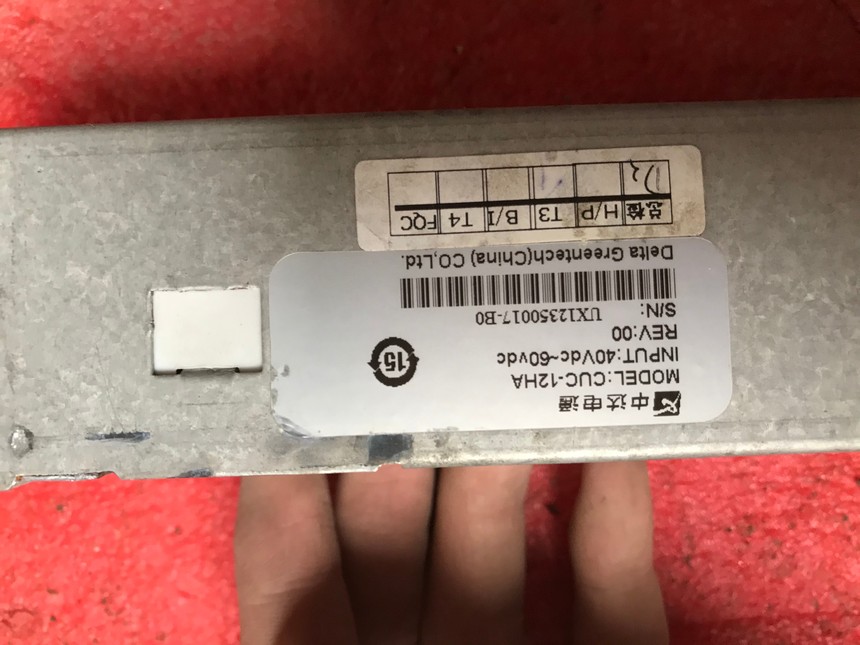 中达电通
MODEL:CUC-12HA
INPUT:40Vdc~60vdc
REV:00
S/N:
UX12350017-B0
15
Delta Greentech(China) CO,Ltd.
总检 H/P T3 B/I T4 FQC